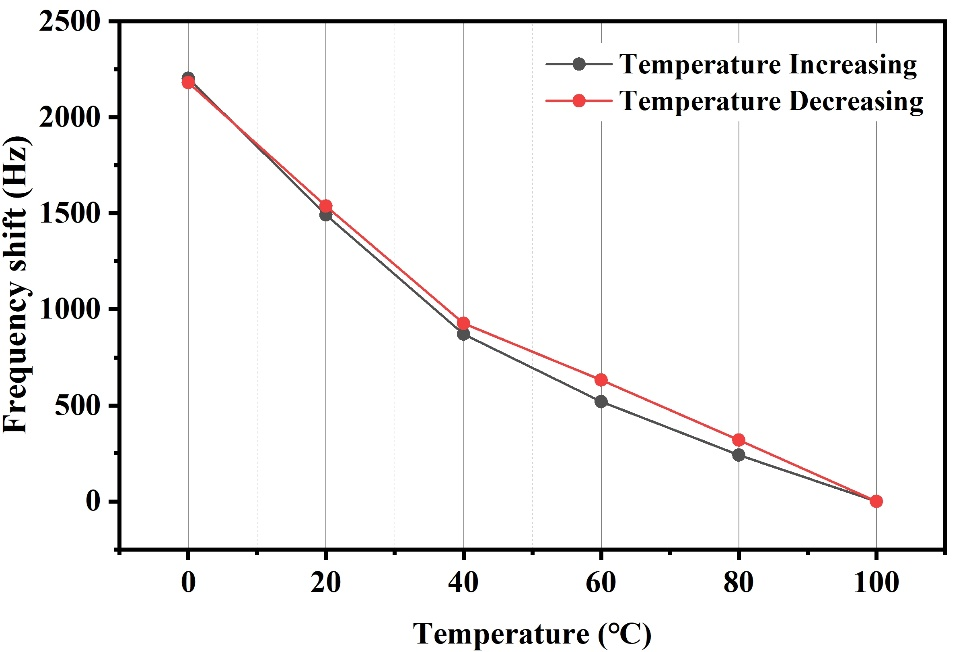 2500
2000
1500
1000
500
0
Frequency shift (Hz)
Temperature Increasing
Temperature Decreasing
0 20 40 60 80 100
Temperature (℃)